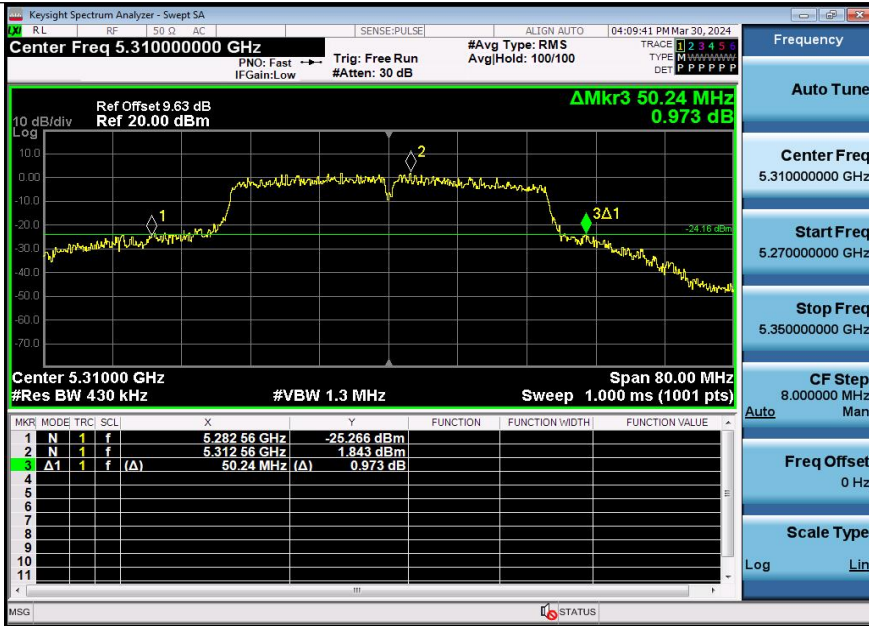 Keysight Spectrum Analyzer - Swept SA
LXI RL RF 50 Ω AC SENSE:PULSE ALIGN AUTO 04:09:41 PM Mar 30, 2024
Center Freq 5.310000000 GHz #Avg Type: RMS TRACE 1 2 3 4 5 6
PNO: Fast Trig: Free Run Avg|Hold: 100/100 TYPE M W W W W W
IFGain:Low #Atten: 30 dB DET P P P P P P
Ref Offset 9.63 dB ΔMkr3 50.24 MHz
10 dB/div Ref 20.00 dBm 0.973 dB
Log
10.0
0.00
-10.0
-20.0
-30.0
-40.0
-50.0
-60.0
-70.0
1
2
3Δ1
-24.16 dBm
Center 5.31000 GHz Span 80.00 MHz
#Res BW 430 kHz #VBW 1.3 MHz Sweep 1.000 ms (1001 pts)
MKR MODE TRC SCL X Y FUNCTION FUNCTION WIDTH FUNCTION VALUE
1 N 1 f 5.282 56 GHz -25.266 dBm
2 N 1 f 5.312 56 GHz 1.843 dBm
3 Δ1 1 f (Δ) 50.24 MHz (Δ) 0.973 dB
4
5
6
7
8
9
10
11
MSG STATUS
Frequency
Auto Tune
Center Freq
5.310000000 GHz
Start Freq
5.270000000 GHz
Stop Freq
5.350000000 GHz
CF Step
8.000000 MHz
Auto Man
Freq Offset
0 Hz
Scale Type
Log Lin